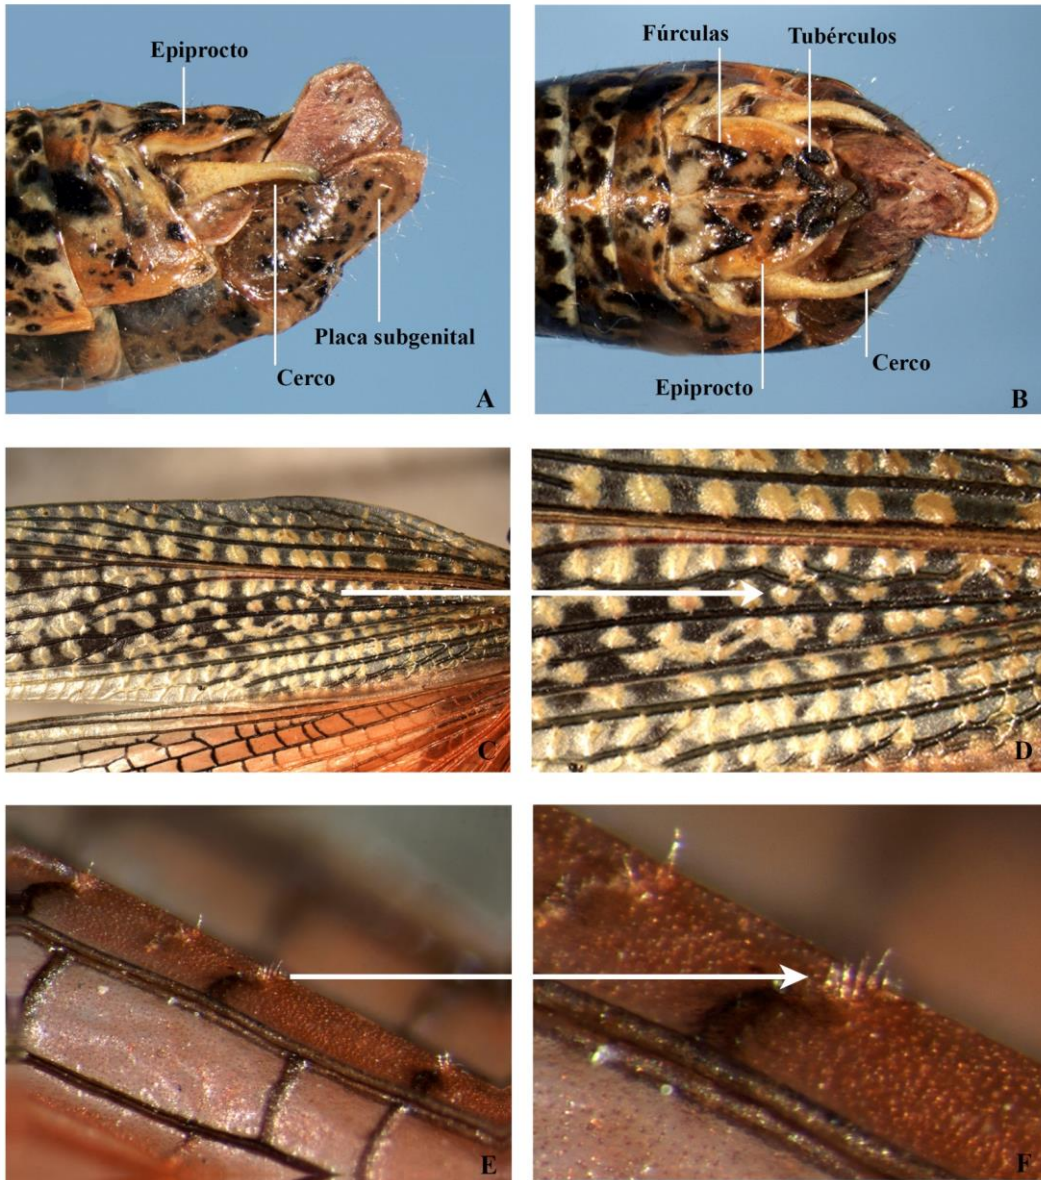 Epiprocto
Placa subgenital
Cerco
A
Fúrculas
Tubérculos
Epiprocto
Cerco
B
C
D
E
F